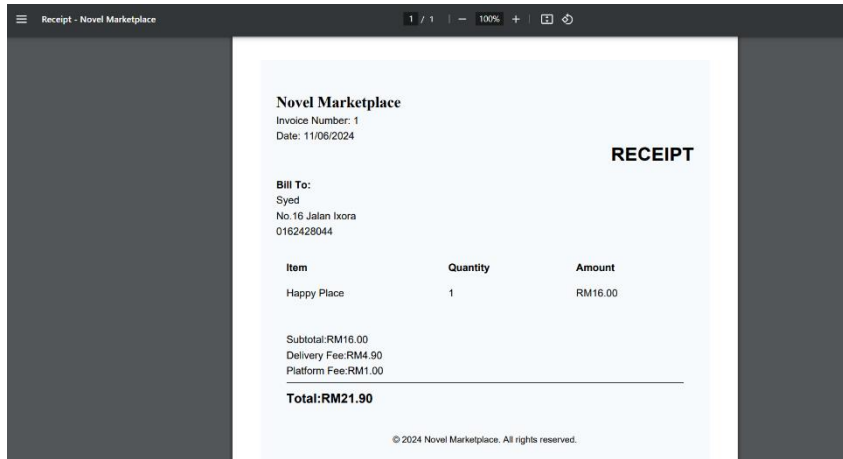 Receipt - Novel Marketplace 1 / 1 100%
Novel Marketplace
Invoice Number: 1
Date: 11/06/2024
RECEIPT
Bill To:
Syed
No.16 Jalan Ixora
0162428044
Item Quantity Amount
Happy Place 1 RM16.00
Subtotal:RM16.00
Delivery Fee:RM4.90
Platform Fee:RM1.00
Total:RM21.90
© 2024 Novel Marketplace. All rights reserved.